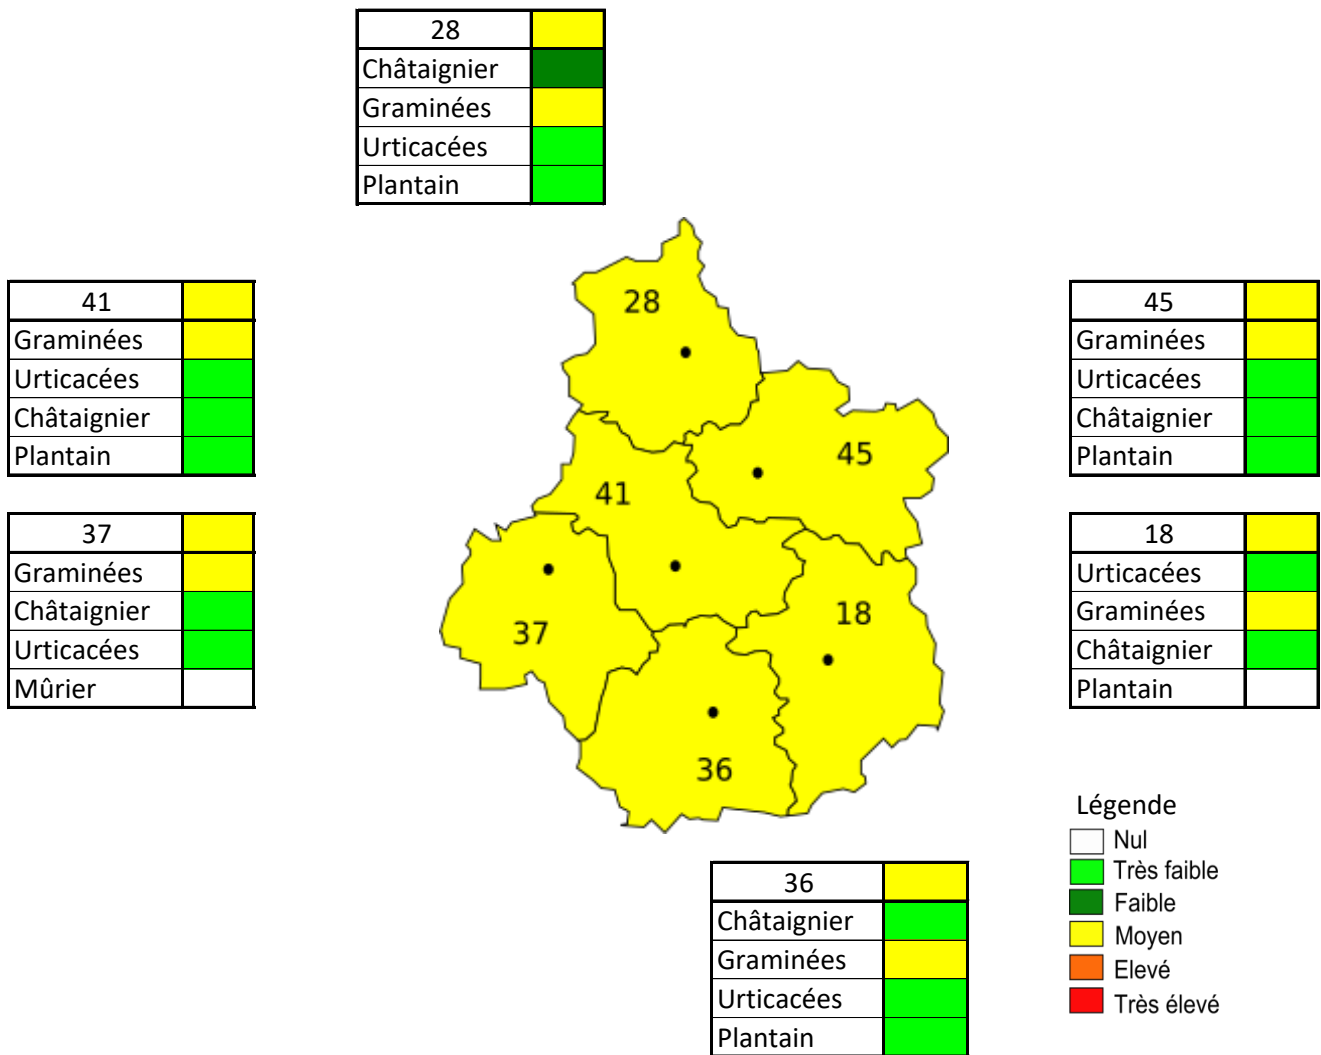 28
Châtaignier
Graminées
Urticacées
Plantain
41
Graminées
Urticacées
Châtaignier
Plantain
37
Graminées
Châtaignier
Urticacées
Mûrier
28
45
41
37
18
36
45
Graminées
Urticacées
Châtaignier
Plantain
18
Urticacées
Graminées
Châtaignier
Plantain
36
Châtaignier
Graminées
Urticacées
Plantain
Légende
Nul
Très faible
Faible
Moyen
Elevé
Très élevé